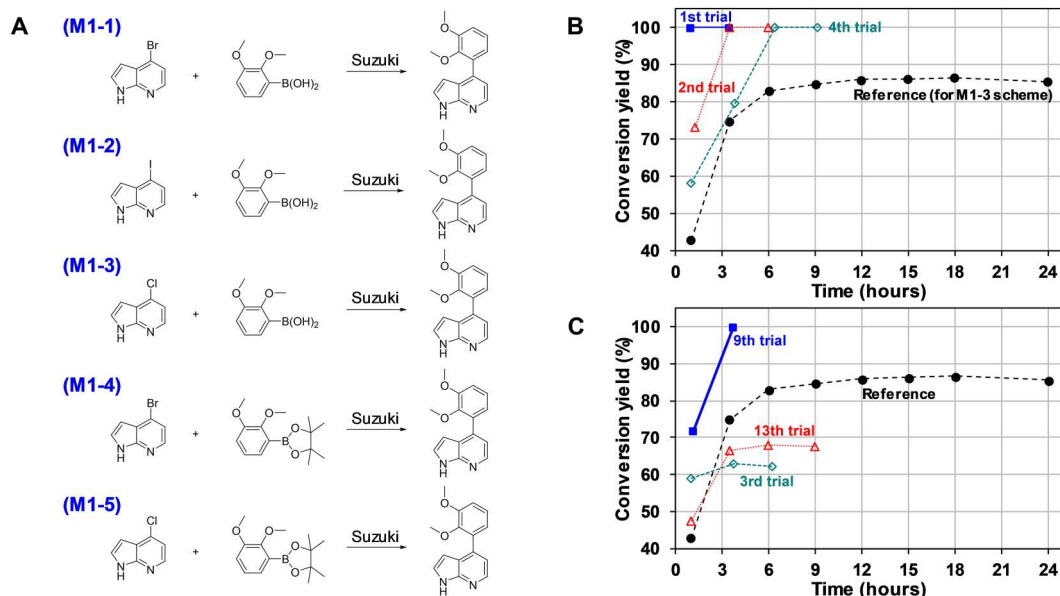 A
(M1-1)
Br
N
H
N
+
O
O
B(OH)2
Suzuki
O
O
N
H
N
(M1-2)
I
N
H
N
+
O
O
B(OH)2
Suzuki
O
O
N
H
N
(M1-3)
Cl
N
H
N
+
O
O
B(OH)2
Suzuki
O
O
N
H
N
(M1-4)
Br
N
H
N
+
O
O
B
O
O
Suzuki
O
O
N
H
N
(M1-5)
Cl
N
H
N
+
O
O
B
O
O
Suzuki
O
O
N
H
N
B
Conversion yield (%)
100
90
80
70
60
50
40
1st trial
2nd trial
4th trial
Reference (for M1-3 scheme)
0 3 6 9 12 15 18 21 24
Time (hours)
C
Conversion yield (%)
100
90
80
70
60
50
40
9th trial
Reference
13th trial
3rd trial
0 3 6 9 12 15 18 21 24
Time (hours)